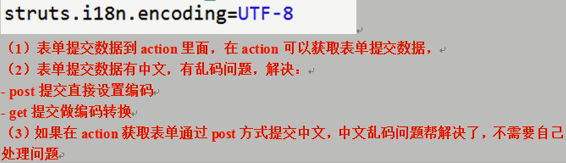 struts.i18n.encoding=UTF-8
（1）表单提交数据到 action 里面，在 action 可以获取表单提交数据，
（2）表单提交数据有中文，有乱码问题，解决：
- post 提交直接设置编码
- get 提交做编码转换
（3）如果在 action 获取表单通过 post 方式提交中文，中文乱码问题帮解决了，不需要自己
处理问题